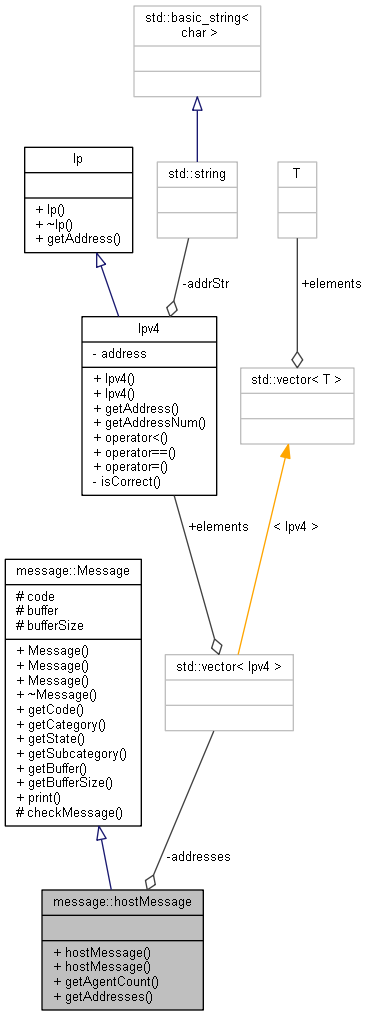 std::basic_string<
char >
Ip
+ Ip()
+ ~Ip()
+ getAddress()
std::string
T
-addrStr
+elements
Ipv4
- address
+ Ipv4()
+ Ipv4()
+ getAddress()
+ getAddressNum()
+ operator<()
+ operator==()
+ operator=()
- isCorrect()
std::vector< T >
+elements
< Ipv4 >
message::Message
# code
# buffer
# bufferSize
+ Message()
+ Message()
+ Message()
+ ~Message()
+ getCode()
+ getCategory()
+ getState()
+ getSubcategory()
+ getBuffer()
+ getBufferSize()
+ print()
# checkMessage()
std::vector< Ipv4 >
-addresses
message::hostMessage
+ hostMessage()
+ hostMessage()
+ getAgentCount()
+ getAddresses()